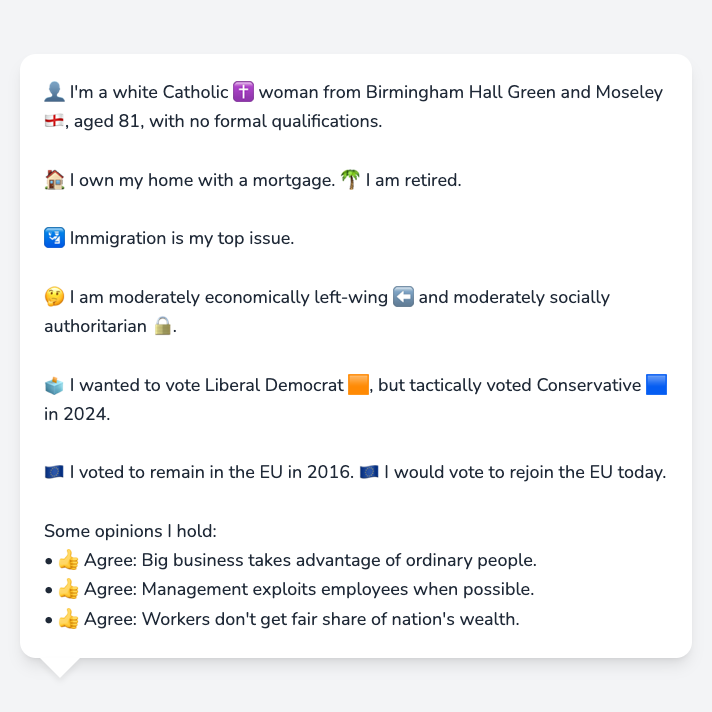 👤 I'm a white Catholic ✝️ woman from Birmingham Hall Green and Moseley
🏴󠁧󠁢󠁥󠁮󠁧󠁿, aged 81, with no formal qualifications.
🏠 I own my home with a mortgage. 🌴 I am retired.
🛂 Immigration is my top issue.
🤔 I am moderately economically left-wing ⬅️ and moderately socially
authoritarian 🔒.
🗳️ I wanted to vote Liberal Democrat 🟧, but tactically voted Conservative 🟦
in 2024.
🇪🇺 I voted to remain in the EU in 2016. 🇪🇺 I would vote to rejoin the EU today.
Some opinions I hold:
• 👍 Agree: Big business takes advantage of ordinary people.
• 👍 Agree: Management exploits employees when possible.
• 👍 Agree: Workers don't get fair share of nation's wealth.